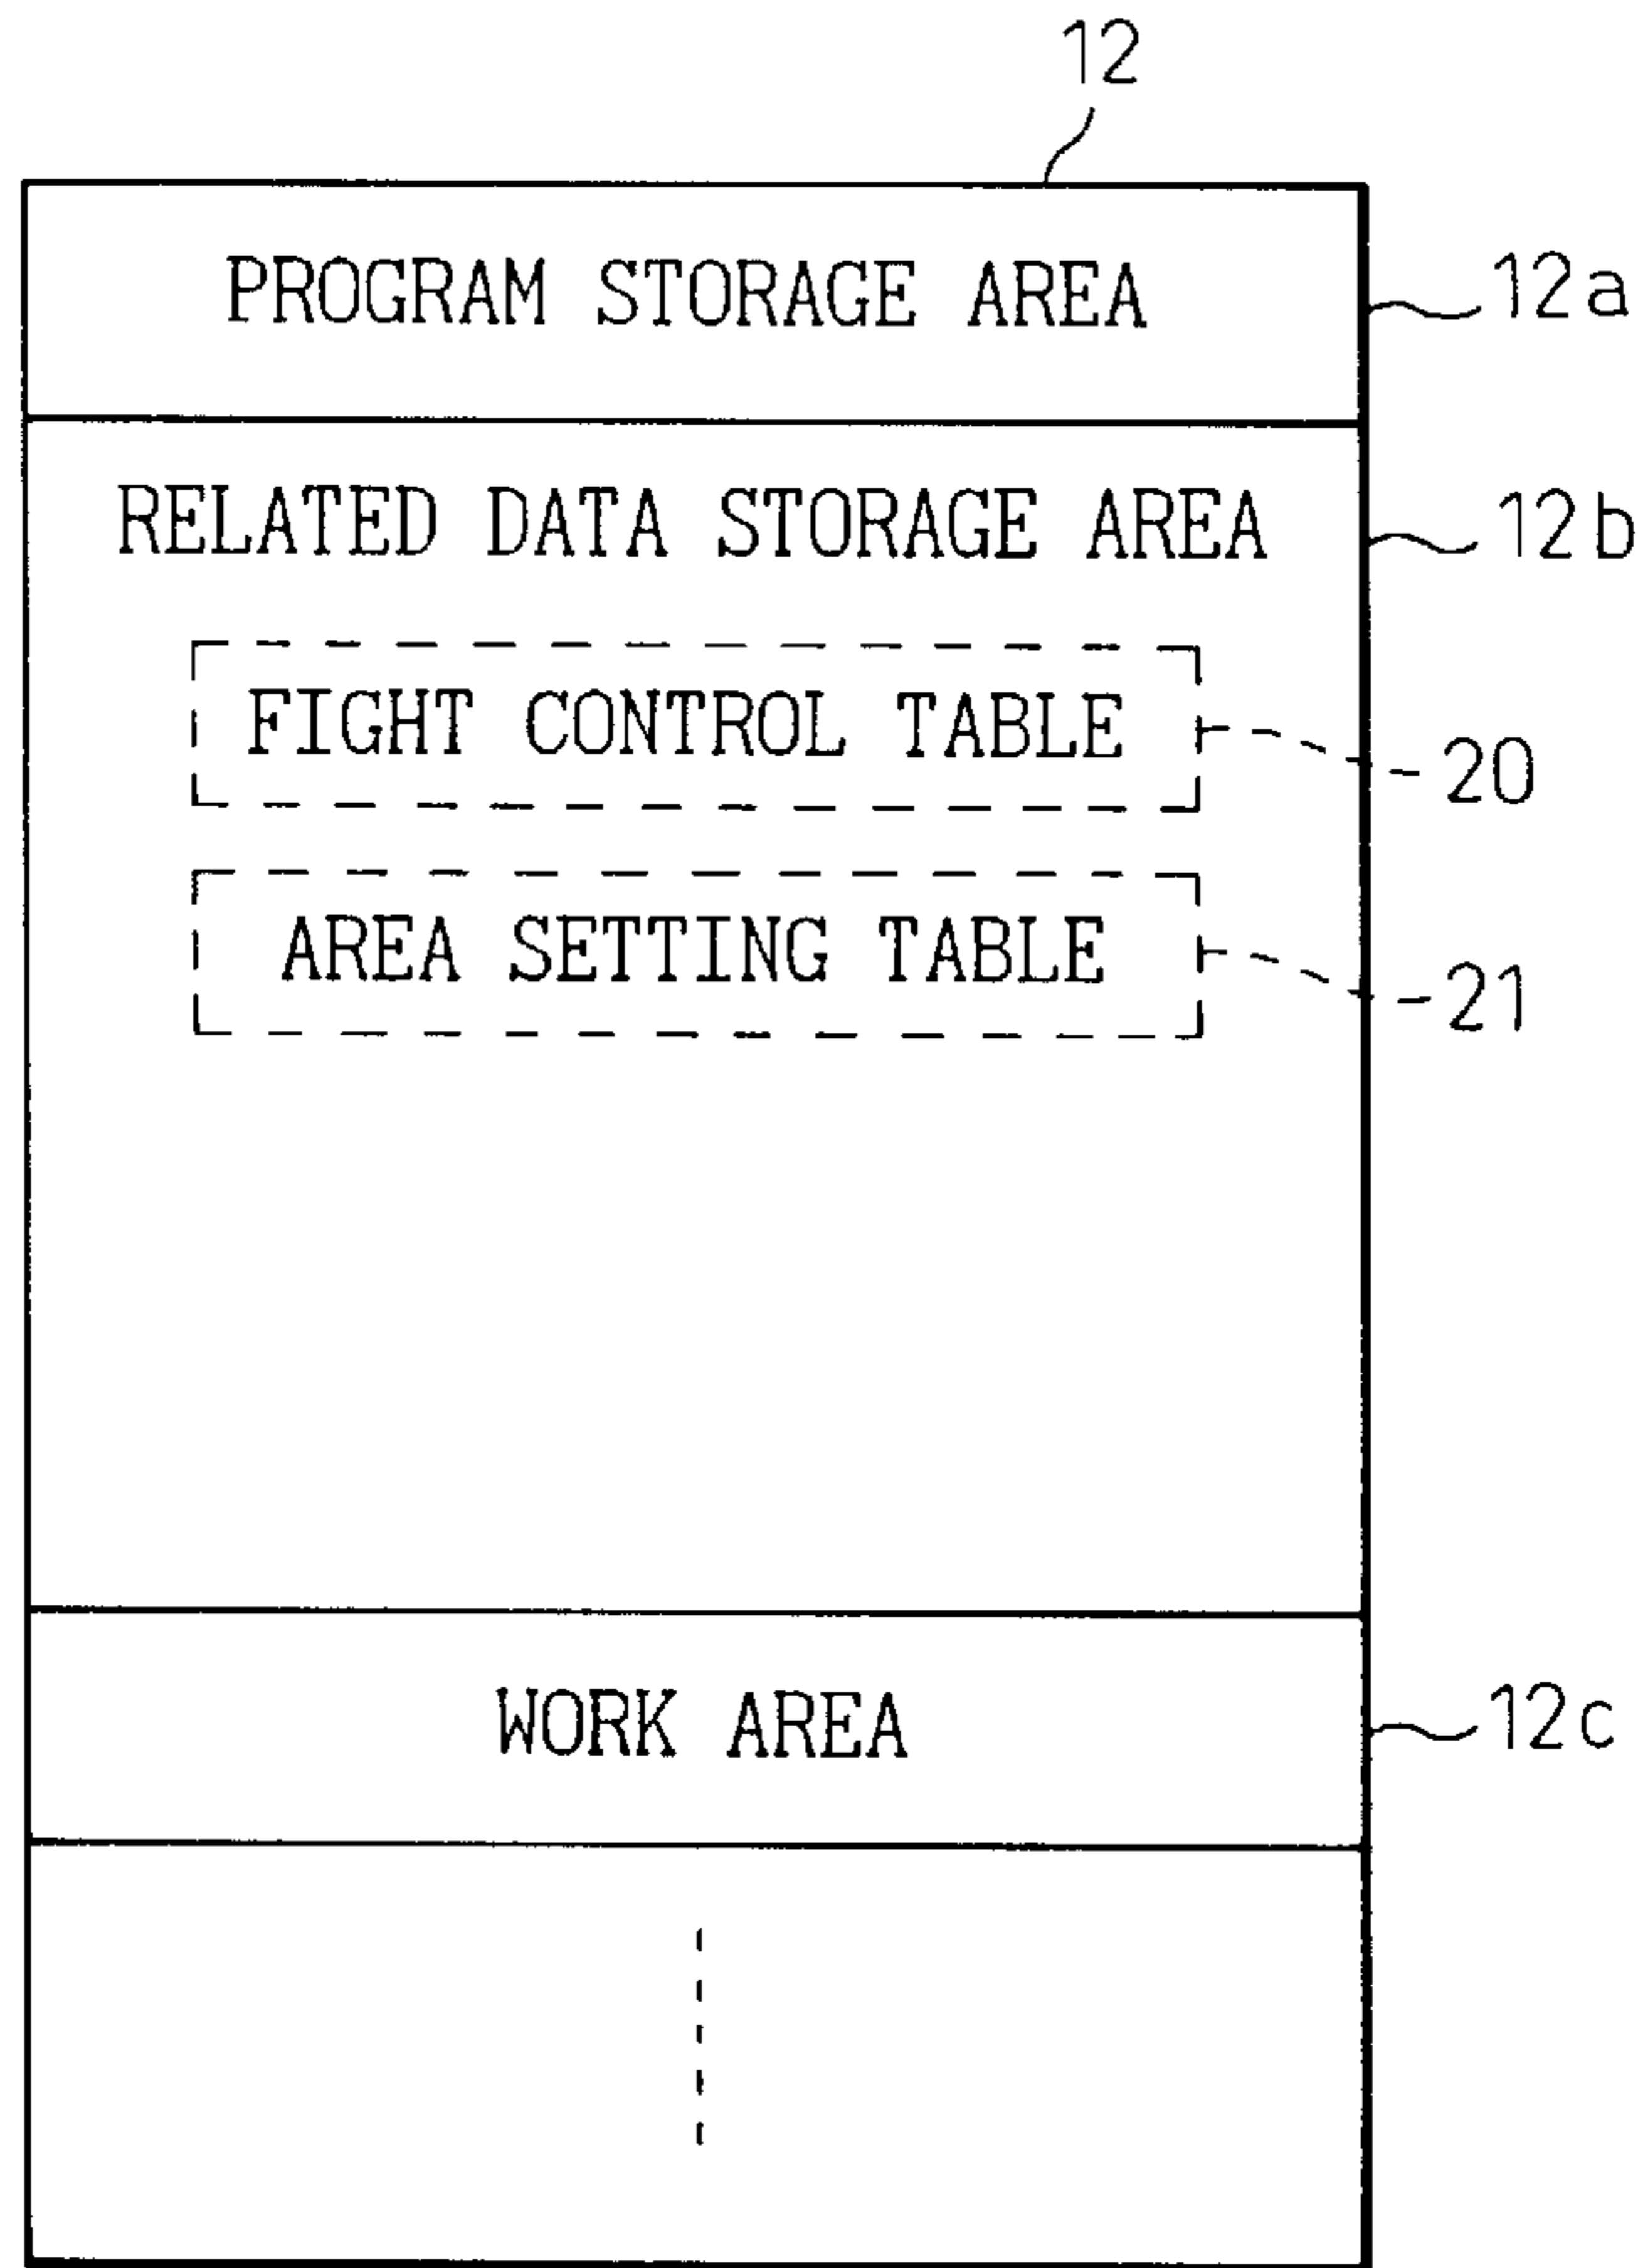 12
PROGRAM STORAGE AREA 12a
RELATED DATA STORAGE AREA 12b
FIGHT CONTROL TABLE 20
AREA SETTING TABLE 21
WORK AREA 12c